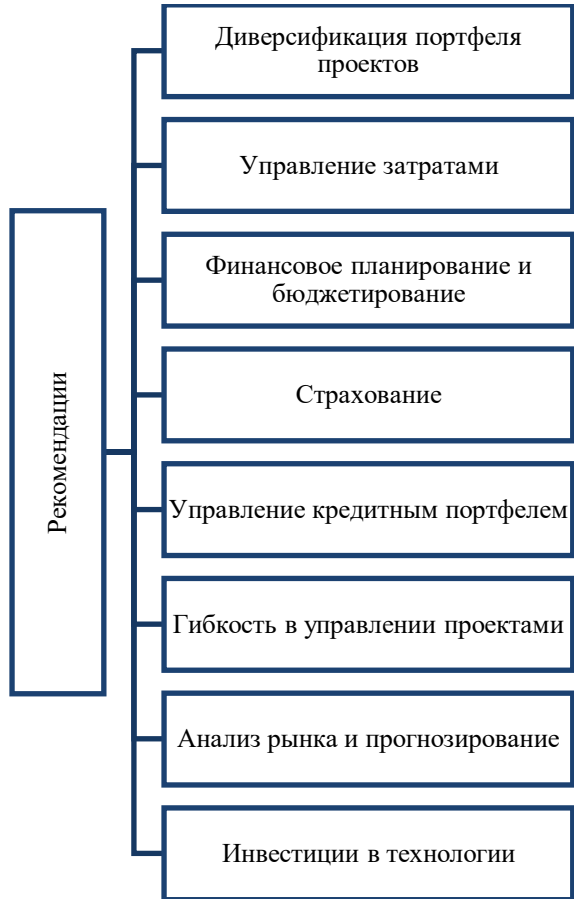 Рекомендации
Диверсификация портфеля
проектов
Управление затратами
Финансовое планирование и
бюджетирование
Страхование
Управление кредитным портфелем
Гибкость в управлении проектами
Анализ рынка и прогнозирование
Инвестиции в технологии